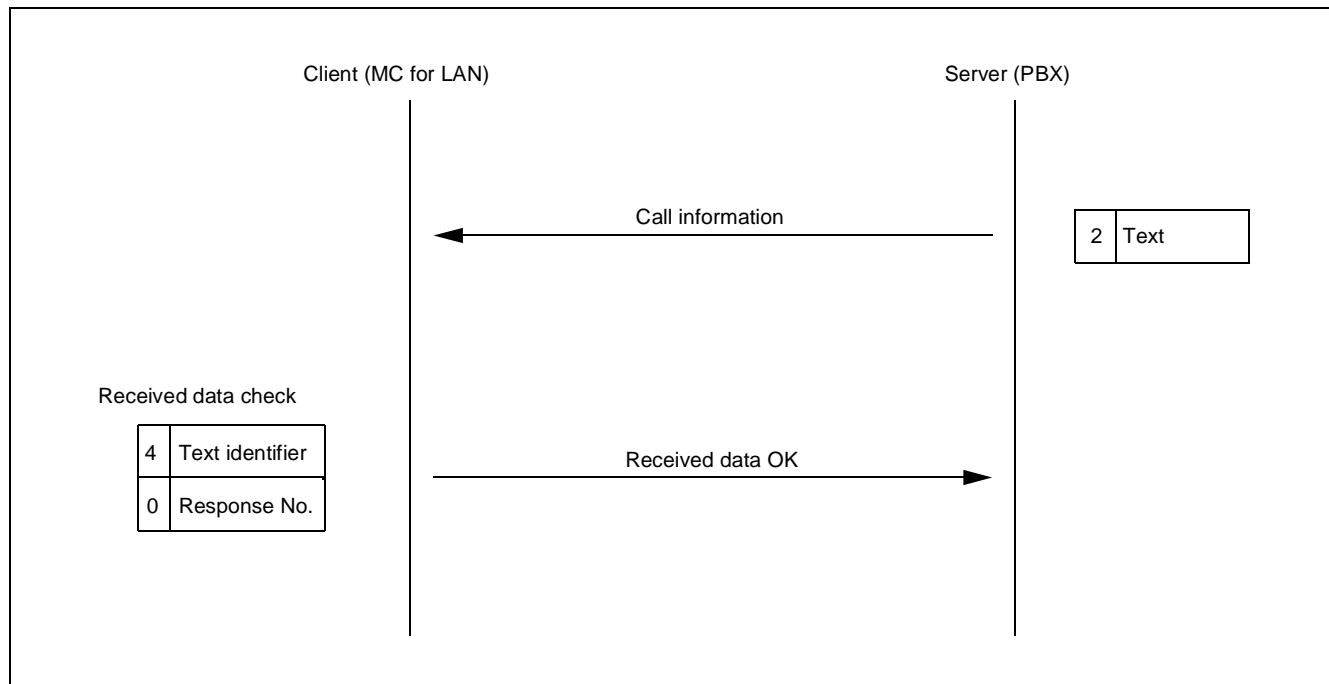 Client (MC for LAN)
Server (PBX)
Call information
2 Text
Received data check
4 Text identifier
Received data OK
0 Response No.